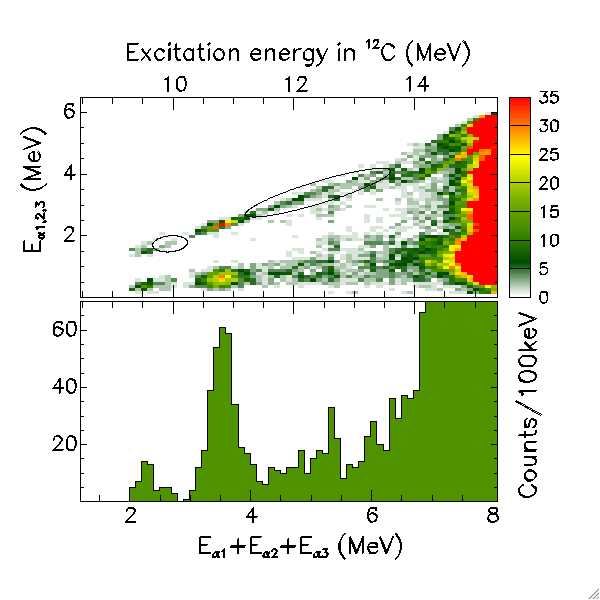 Excitation energy in ¹²C (MeV)
10 12 14
6
4
2
Eα1,2,3 (MeV)
35
30
25
20
15
10
5
0
60
40
20
Counts/100keV
2 4 6 8
Eα1+Eα2+Eα3 (MeV)